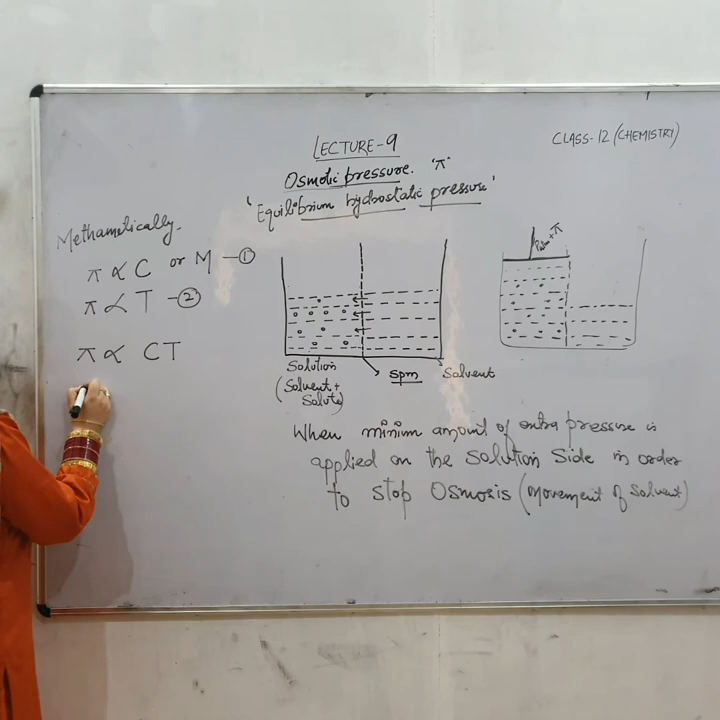 LECTURE-9
CLASS-12 (CHEMISTRY)
Osmotic pressure. "π"
'Equilibrium hydrostatic pressure'
Methametically.
π ∝ C or M —①
π ∝ T —②
π ∝ CT
Solution
(Solvent +
Solute)
spm
Solvent
When minimum amount of extra pressure is
applied on the solution side in order
to stop Osmosis (Movement of Solvent)